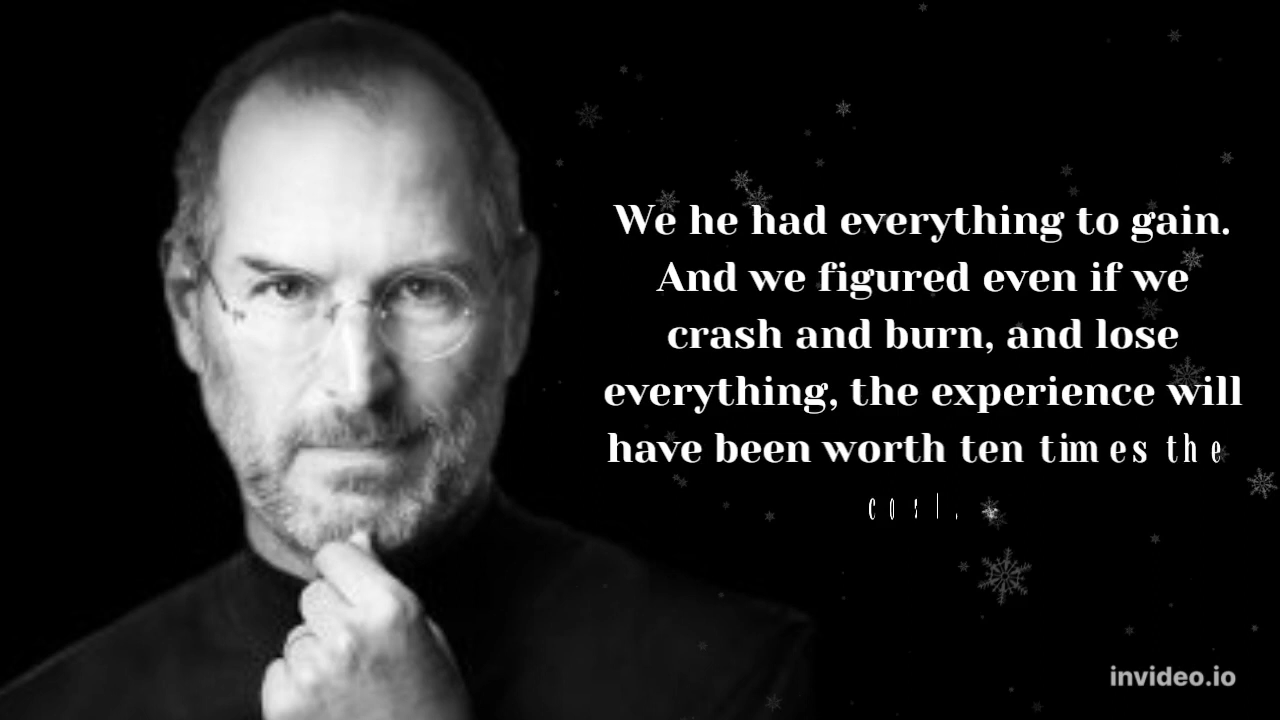 We he had everything to gain.
And we figured even if we
crash and burn, and lose
everything, the experience will
have been worth ten times the
cost.
invideo.io